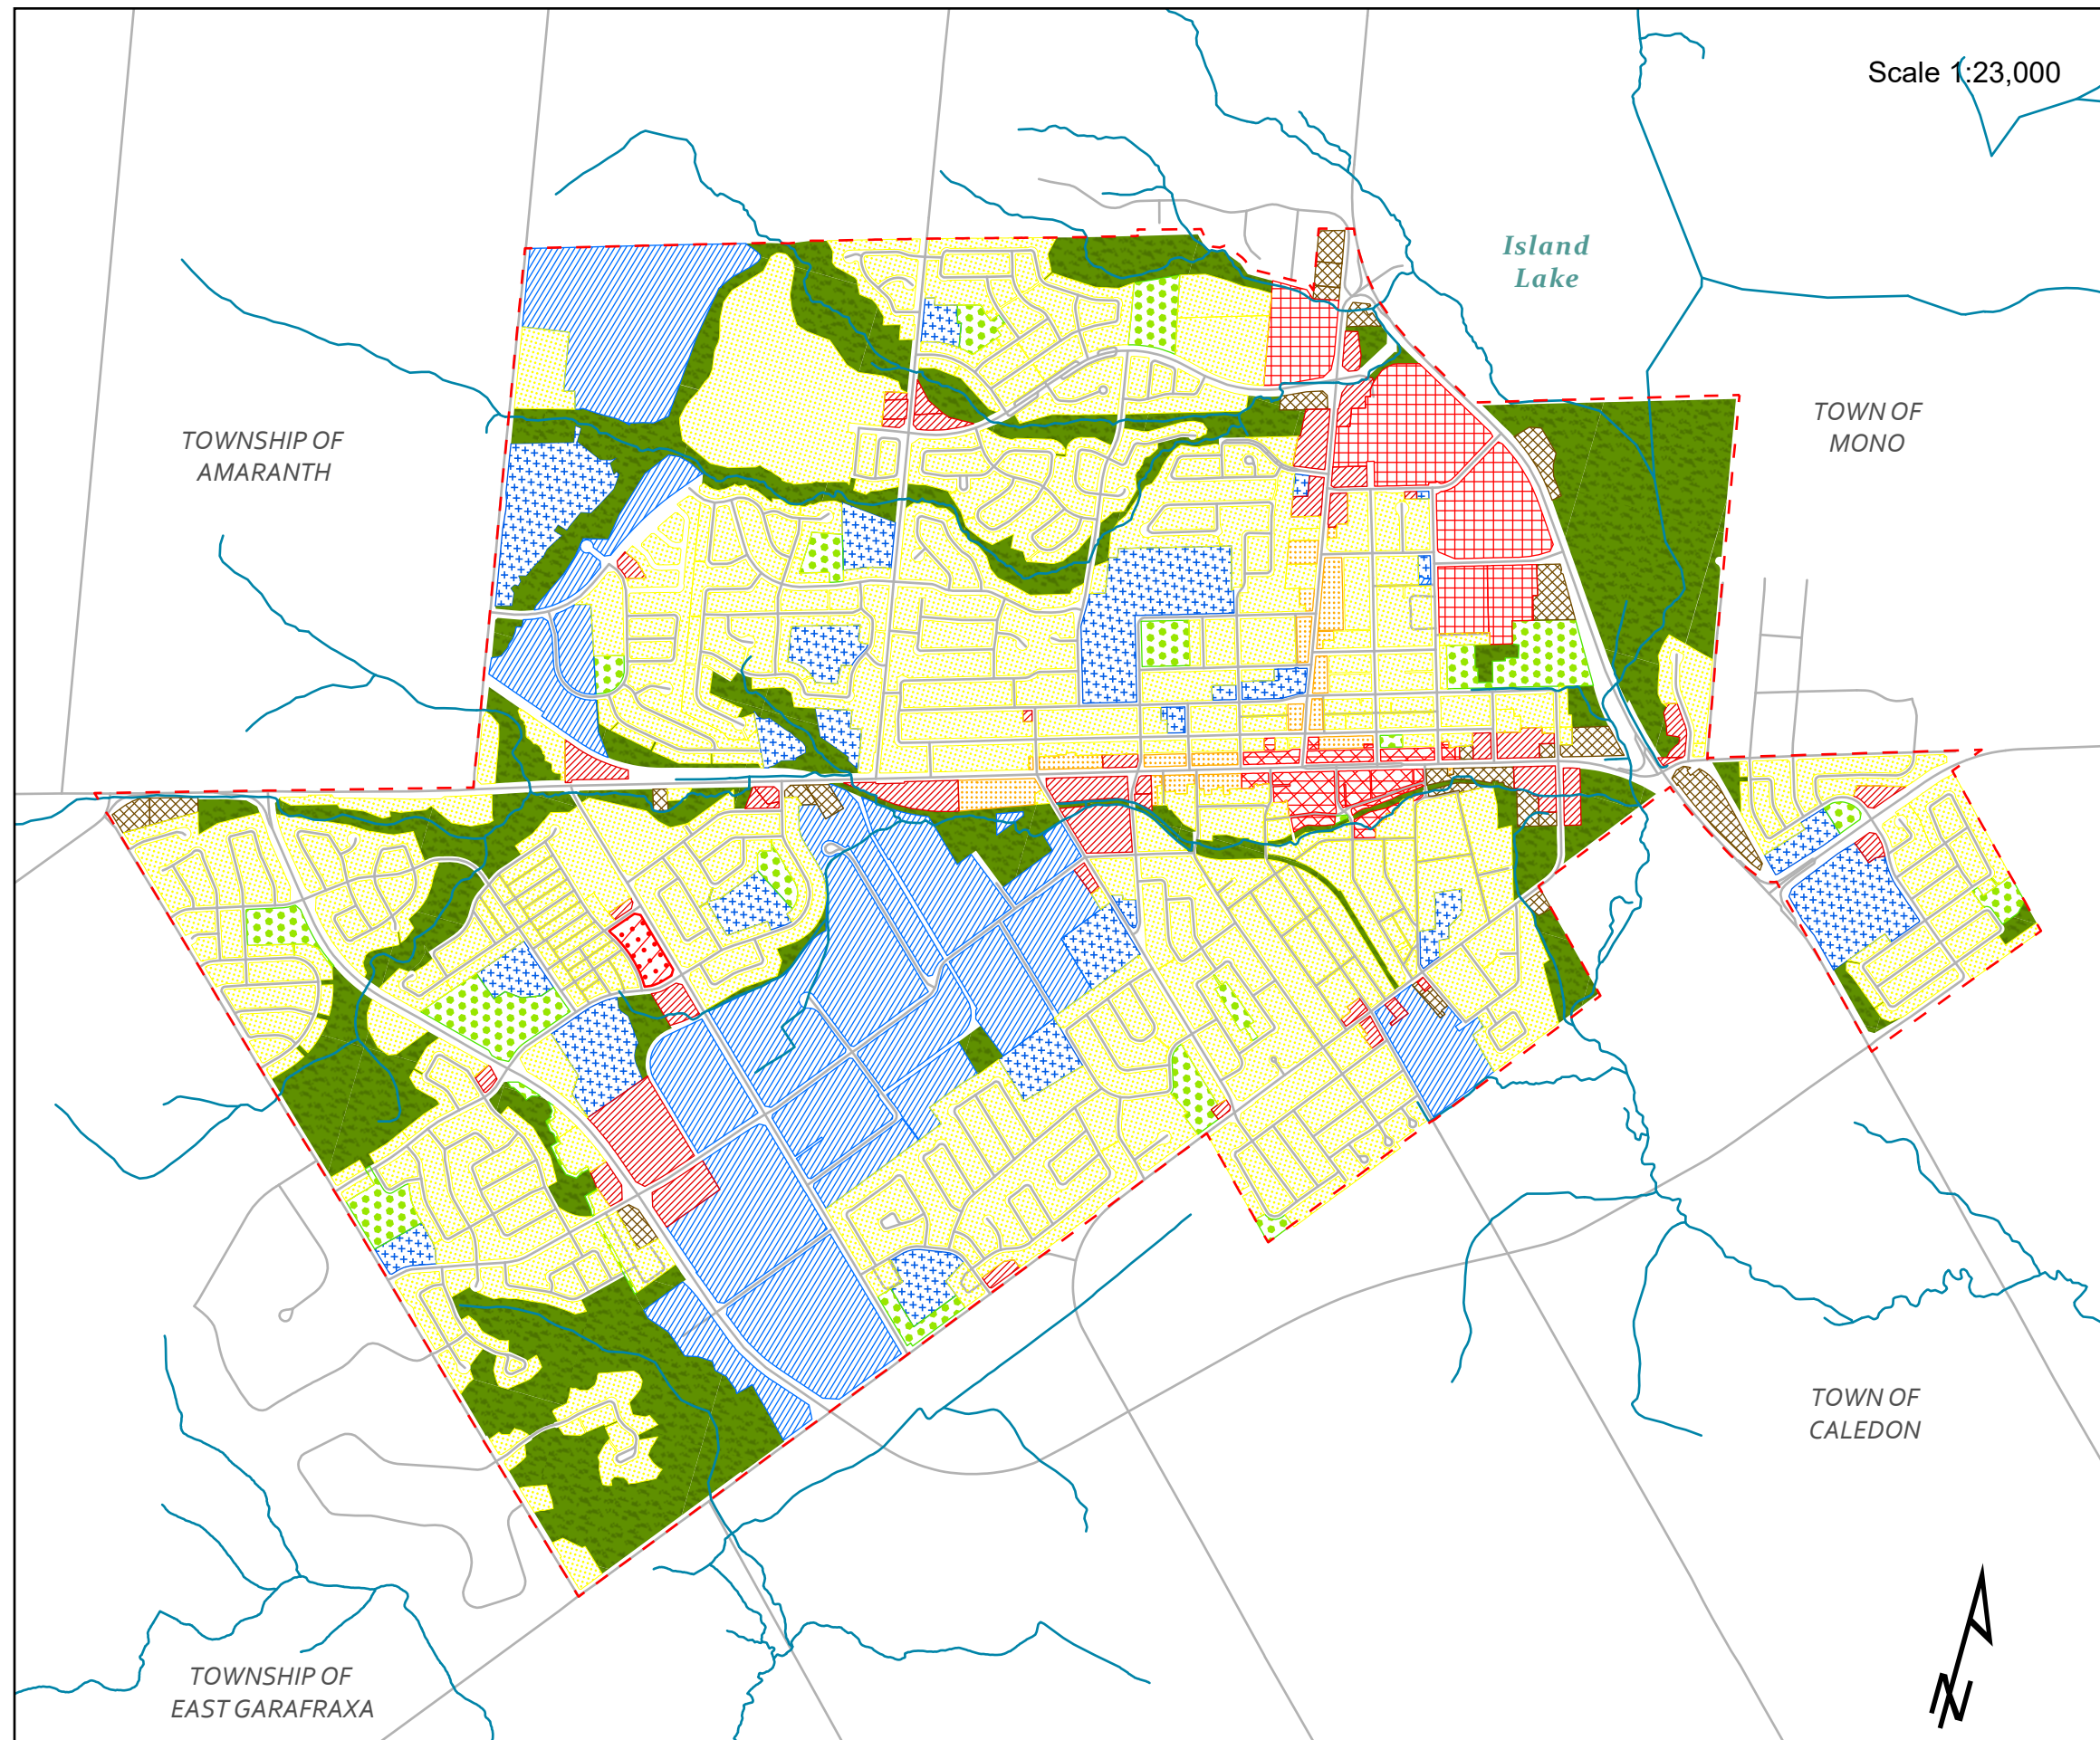 Scale 1:23,000
Island
Lake
TOWN OF
MONO
TOWNSHIP OF
AMARANTH
TOWN OF
CALEDON
TOWNSHIP OF
EAST GARAFRAXA
N